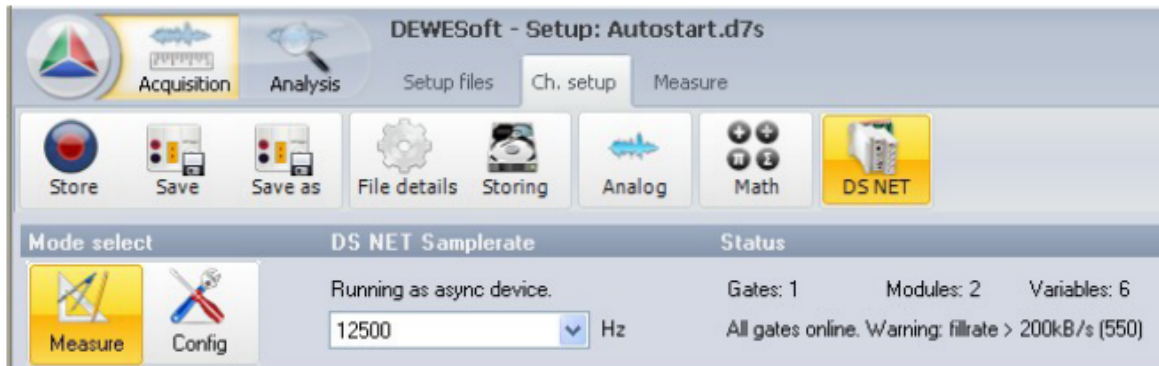 DEWESoft - Setup: Autostart.d7s
Acquisition Analysis Setup files Ch. setup Measure
Store Save Save as File details Storing Analog Math DS NET
Mode select DS NET Samplerate Status
Running as async device. Gates: 1 Modules: 2 Variables: 6
12500 Hz All gates online. Warning: fillrate > 200kB/s (550)
Measure Config